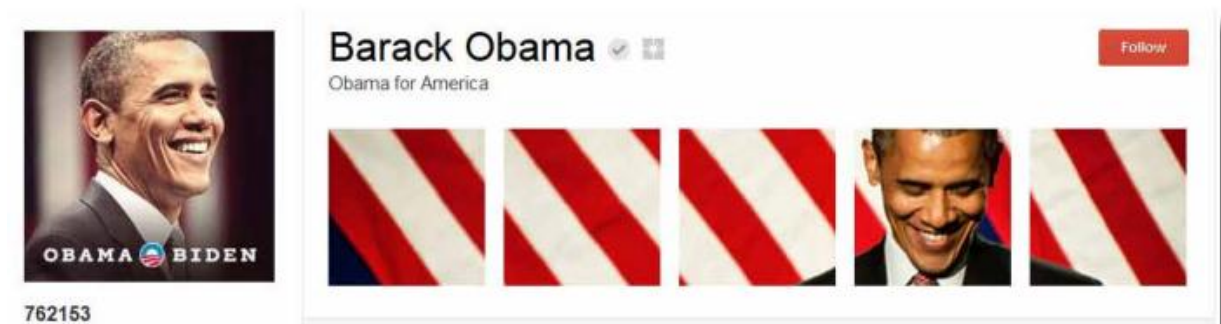 Barack Obama
Follow
Obama for America
OBAMA BIDEN
762153